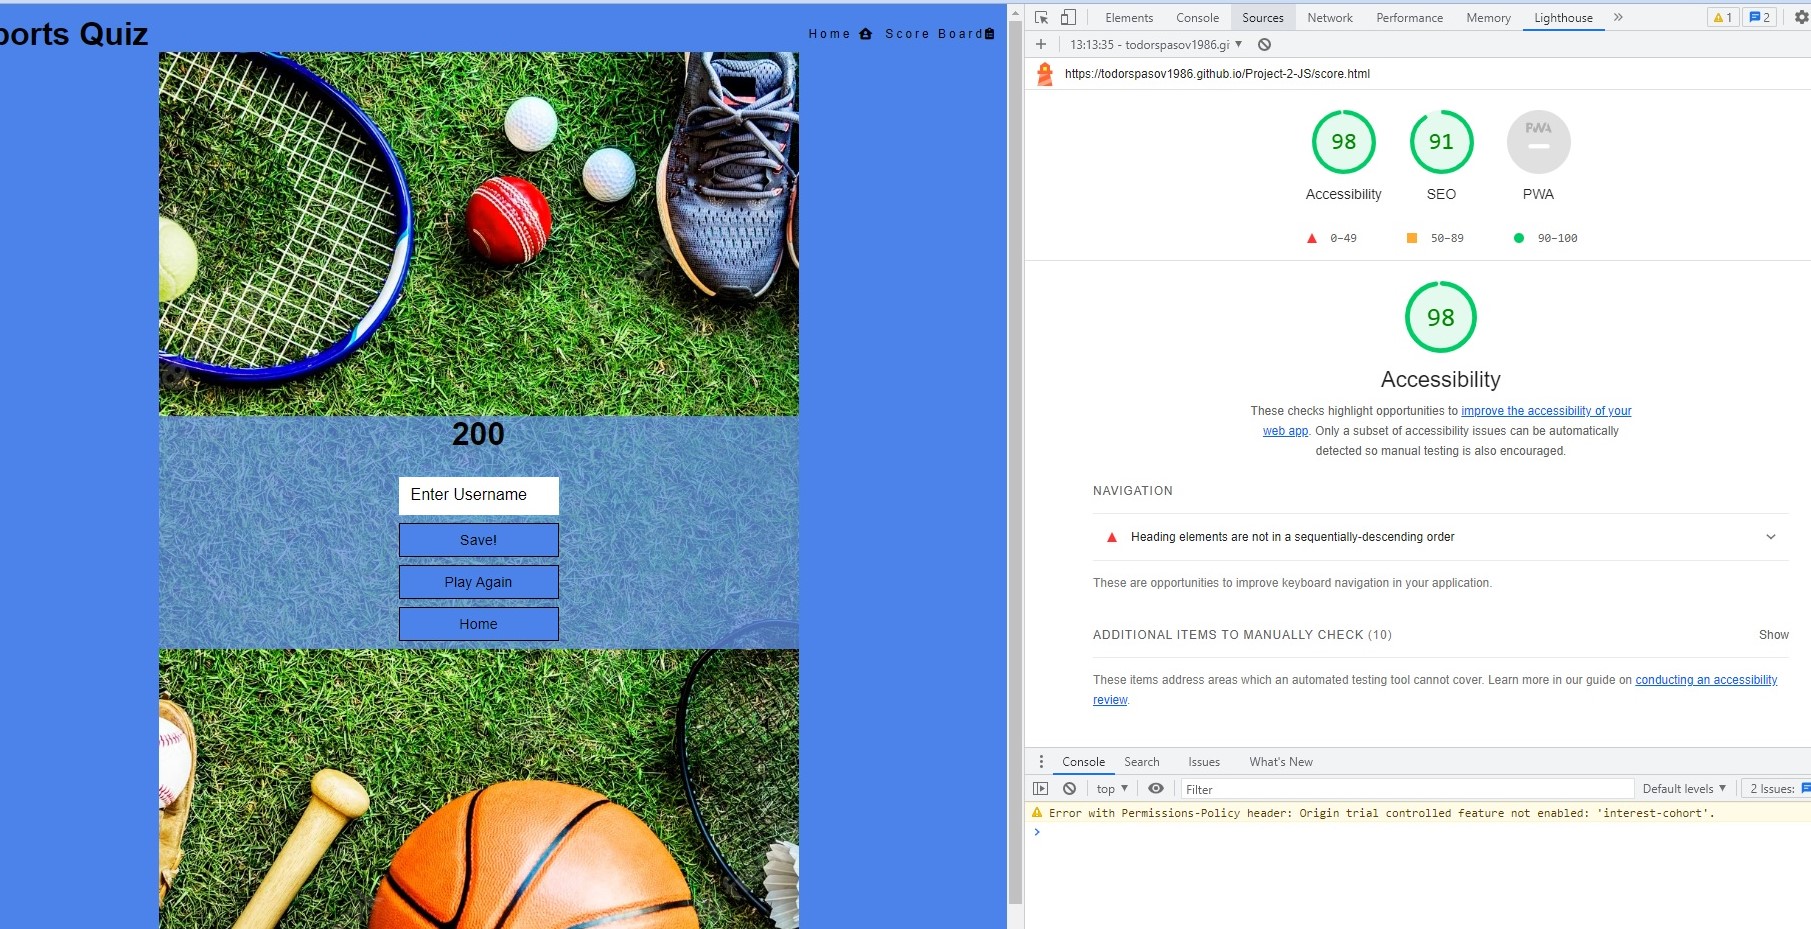 ports Quiz
Home Score Board
200
Enter Username
Save!
Play Again
Home
Elements Console Sources Network Performance Memory Lighthouse » 1 2
+ 13:13:35 - todorspasov1986.gi ▼
https://todorspasov1986.github.io/Project-2-JS/score.html
98 91 PWA
Accessibility SEO PWA
0–49 50–89 90–100
98
Accessibility
These checks highlight opportunities to improve the accessibility of your
web app. Only a subset of accessibility issues can be automatically
detected so manual testing is also encouraged.
NAVIGATION
Heading elements are not in a sequentially-descending order
These are opportunities to improve keyboard navigation in your application.
ADDITIONAL ITEMS TO MANUALLY CHECK (10) Show
These items address areas which an automated testing tool cannot cover. Learn more in our guide on conducting an accessibility
review.
Console Search Issues What's New
top ▼ Filter Default levels ▼ 2 Issues:
Error with Permissions-Policy header: Origin trial controlled feature not enabled: 'interest-cohort'.